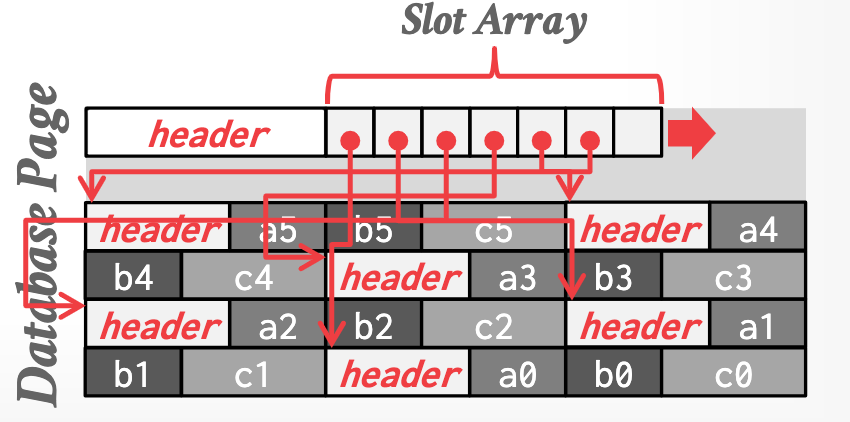 Slot Array
Database Page
header
header a5 b5 c5 header a4
b4 c4 header a3 b3 c3
header a2 b2 c2 header a1
b1 c1 header a0 b0 c0